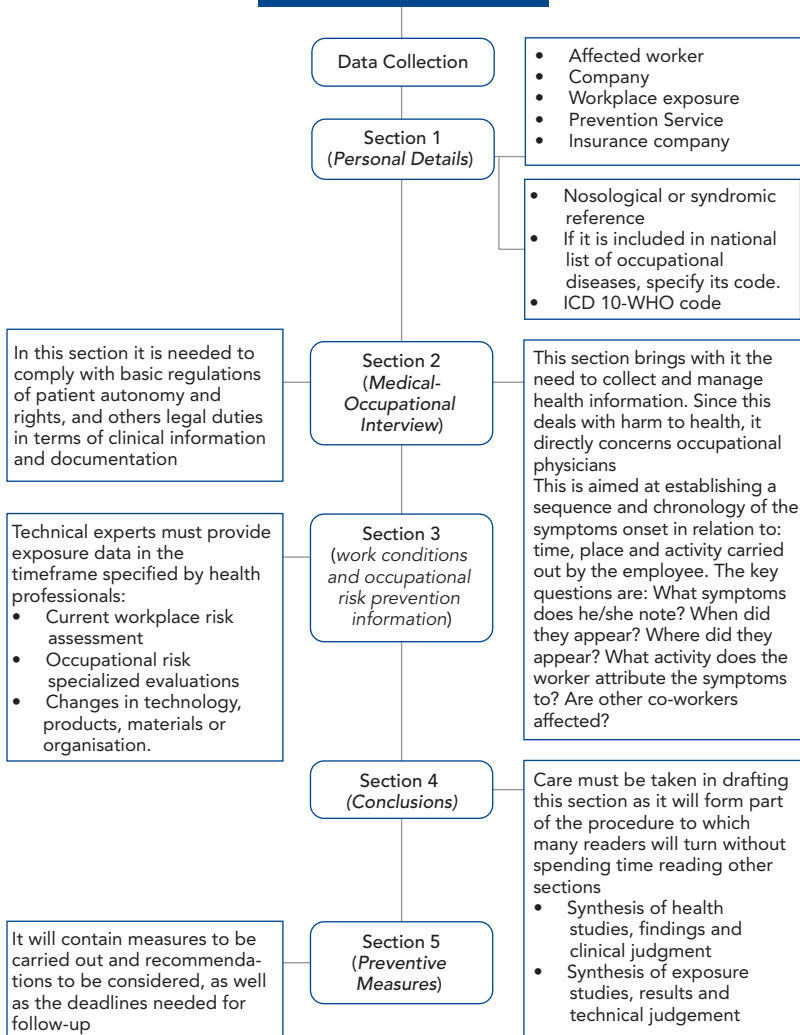 Data Collection
• Affected worker
• Company
• Workplace exposure
• Prevention Service
• Insurance company
Section 1
(Personal Details)
• Nosological or syndromic
reference
• If it is included in national
list of occupational
diseases, specify its code.
• ICD 10-WHO code
In this section it is needed to
comply with basic regulations
of patient autonomy and
rights, and others legal duties
in terms of clinical information
and documentation
Section 2
(Medical-
Occupational
Interview)
This section brings with it the
need to collect and manage
health information. Since this
deals with harm to health, it
directly concerns occupational
physicians
This is aimed at establishing a
sequence and chronology of the
symptoms onset in relation to:
time, place and activity carried
out by the employee. The key
questions are: What symptoms
does he/she note? When did
they appear? Where did they
appear? What activity does the
worker attribute the symptoms
to? Are other co-workers
affected?
Technical experts must provide
exposure data in the
timeframe specified by health
professionals:
• Current workplace risk
assessment
• Occupational risk
specialized evaluations
• Changes in technology,
products, materials or
organisation.
Section 3
(work conditions
and occupational
risk prevention
information)
Section 4
(Conclusions)
Care must be taken in drafting
this section as it will form part
of the procedure to which
many readers will turn without
spending time reading other
sections
• Synthesis of health
studies, findings and
clinical judgment
• Synthesis of exposure
studies, results and
technical judgement
It will contain measures to be
carried out and recommenda-
tions to be considered, as well
as the deadlines needed for
follow-up
Section 5
(Preventive
Measures)